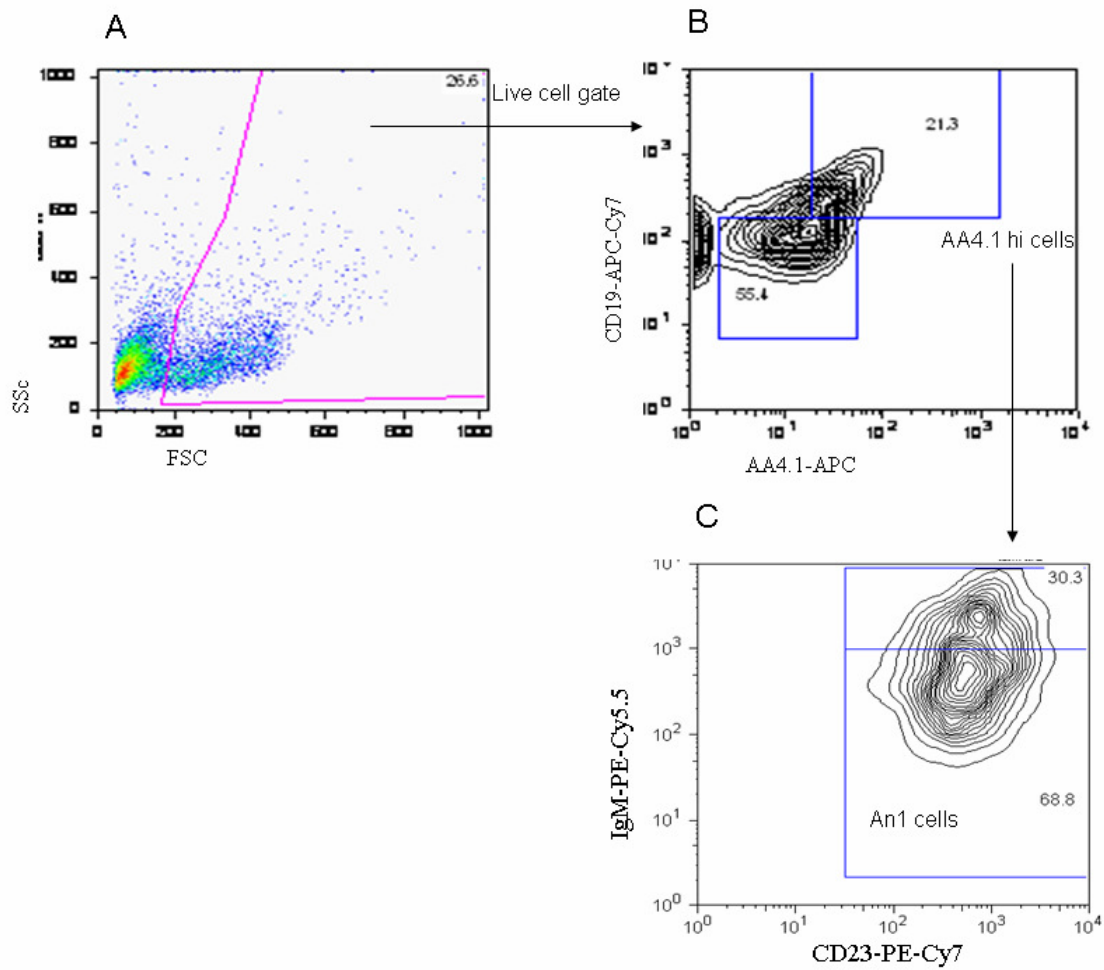 A
1000
800
600
400
200
0
26.6
SSc
0 200 400 600 800 1000
FSC
Live cell gate
B
10⁴
10³
10²
10¹
10⁰
21.3
AA4.1 hi cells
55.4
CD19-APC-Cy7
10⁰ 10¹ 10² 10³ 10⁴
AA4.1-APC
C
10⁴
10³
10²
10¹
10⁰
30.3
68.8
An1 cells
IgM-PE-Cy5.5
10⁰ 10¹ 10² 10³ 10⁴
CD23-PE-Cy7